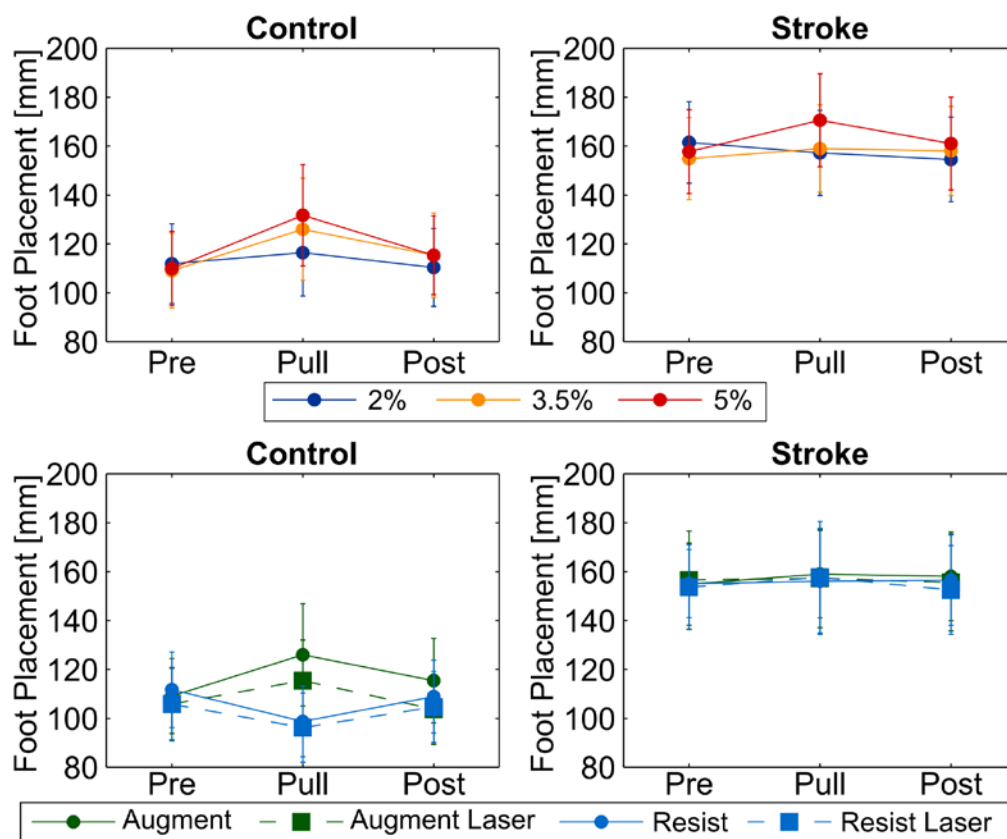 Control
Stroke
Foot Placement [mm]
200
180
160
140
120
100
80
Pre Pull Post
Foot Placement [mm]
200
180
160
140
120
100
80
Pre Pull Post
2% 3.5% 5%
Control
Stroke
Foot Placement [mm]
200
180
160
140
120
100
80
Pre Pull Post
Foot Placement [mm]
200
180
160
140
120
100
80
Pre Pull Post
Augment Augment Laser Resist Resist Laser